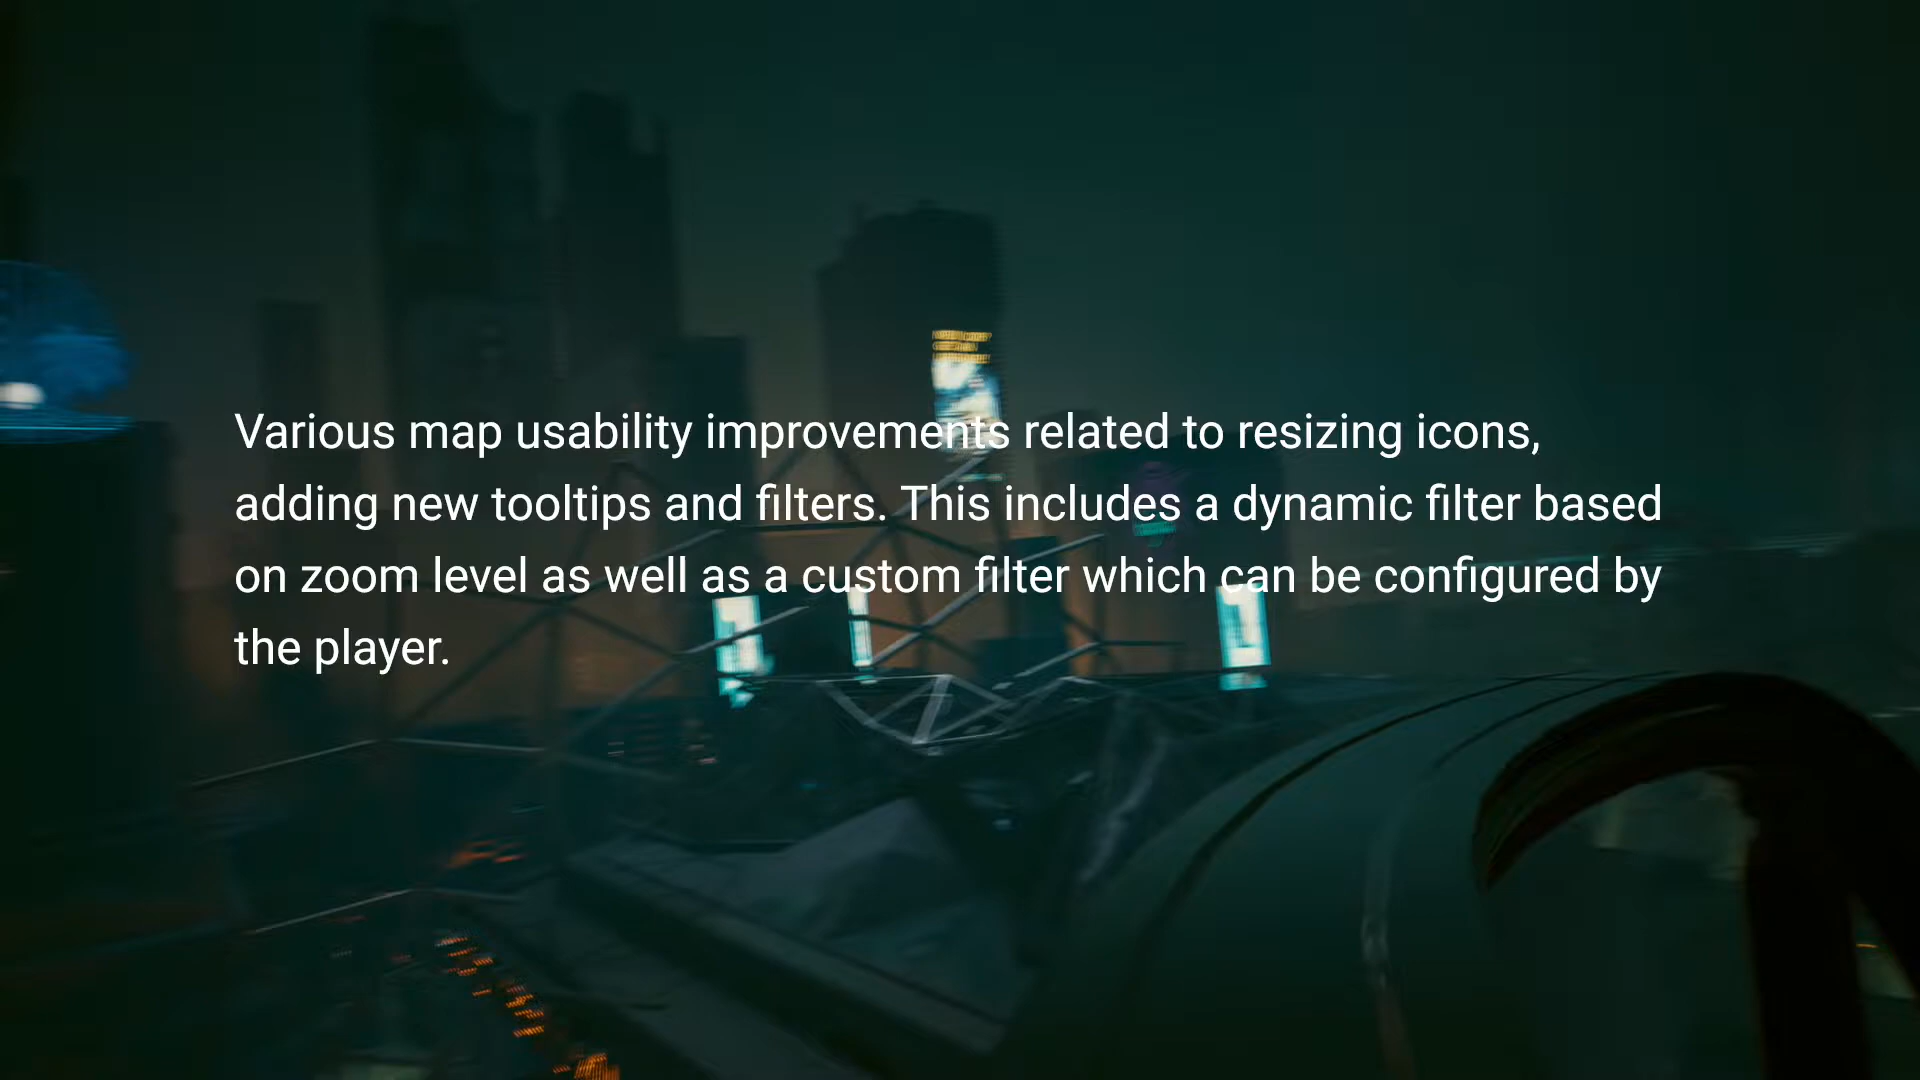 Various map usability improvements related to resizing icons,
adding new tooltips and filters. This includes a dynamic filter based
on zoom level as well as a custom filter which can be configured by
the player.